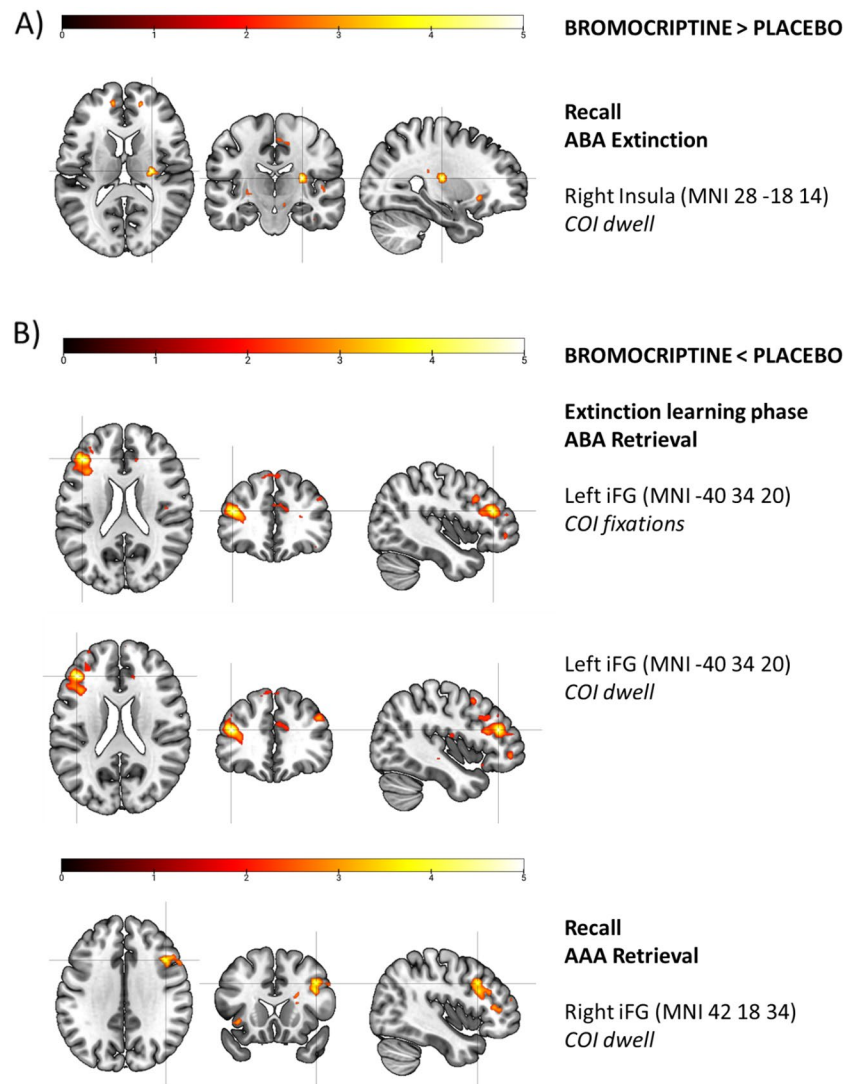 A)
0 1 2 3 4 5
BROMOCRIPTINE > PLACEBO
Recall
ABA Extinction
Right Insula (MNI 28 -18 14)
COI dwell
B)
0 1 2 3 4 5
BROMOCRIPTINE < PLACEBO
Extinction learning phase
ABA Retrieval
Left iFG (MNI -40 34 20)
COI fixations
Left iFG (MNI -40 34 20)
COI dwell
0 1 2 3 4 5
Recall
AAA Retrieval
Right iFG (MNI 42 18 34)
COI dwell